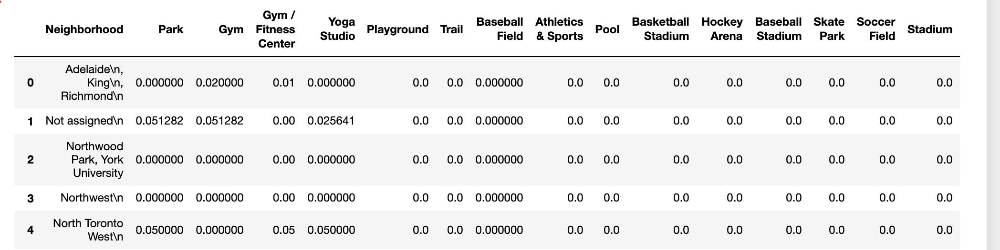 Neighborhood Park Gym Gym / Fitness Center Yoga Studio Playground Trail Baseball Field Athletics & Sports Pool Basketball Stadium Hockey Arena Baseball Stadium Skate Park Soccer Field Stadium
0 Adelaide\n, King\n, Richmond\n 0.000000 0.020000 0.01 0.000000 0.0 0.0 0.000000 0.0 0.0 0.0 0.0 0.0 0.0 0.0 0.0
1 Not assigned\n 0.051282 0.051282 0.00 0.025641 0.0 0.0 0.000000 0.0 0.0 0.0 0.0 0.0 0.0 0.0 0.0
2 Northwood Park, York University 0.000000 0.000000 0.00 0.000000 0.0 0.0 0.000000 0.0 0.0 0.0 0.0 0.0 0.0 0.0 0.0
3 Northwest\n 0.000000 0.000000 0.00 0.000000 0.0 0.0 0.000000 0.0 0.0 0.0 0.0 0.0 0.0 0.0 0.0
4 North Toronto West\n 0.050000 0.000000 0.05 0.050000 0.0 0.0 0.000000 0.0 0.0 0.0 0.0 0.0 0.0 0.0 0.0